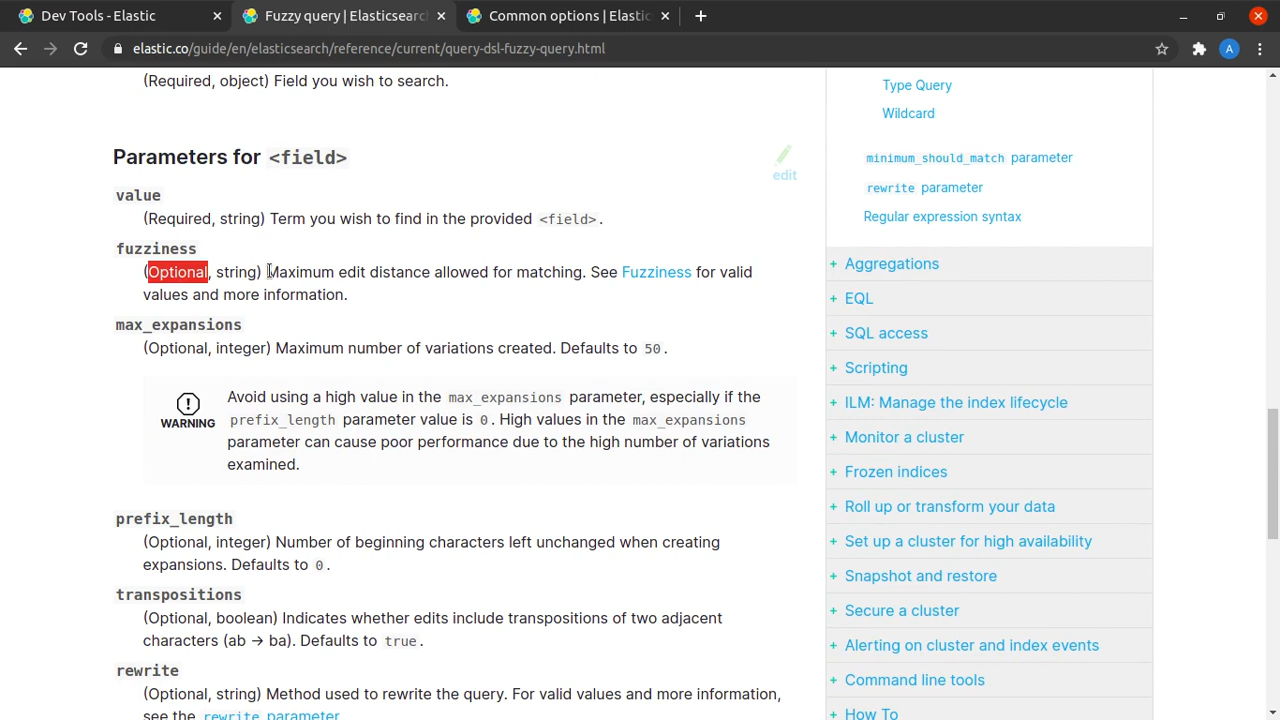 Dev Tools - Elastic
Fuzzy query | Elasticsearch
Common options | Elastic
elastic.co/guide/en/elasticsearch/reference/current/query-dsl-fuzzy-query.html
A
(Required, object) Field you wish to search.
Parameters for <field>
edit
value
(Required, string) Term you wish to find in the provided <field>.
fuzziness
(Optional, string) Maximum edit distance allowed for matching. See Fuzziness for valid
values and more information.
max_expansions
(Optional, integer) Maximum number of variations created. Defaults to 50.
WARNING
Avoid using a high value in the max_expansions parameter, especially if the
prefix_length parameter value is 0. High values in the max_expansions
parameter can cause poor performance due to the high number of variations
examined.
prefix_length
(Optional, integer) Number of beginning characters left unchanged when creating
expansions. Defaults to 0.
transpositions
(Optional, boolean) Indicates whether edits include transpositions of two adjacent
characters (ab → ba). Defaults to true.
rewrite
(Optional, string) Method used to rewrite the query. For valid values and more information,
see the rewrite parameter
Type Query
Wildcard
minimum_should_match parameter
rewrite parameter
Regular expression syntax
+ Aggregations
+ EQL
+ SQL access
+ Scripting
+ ILM: Manage the index lifecycle
+ Monitor a cluster
+ Frozen indices
+ Roll up or transform your data
+ Set up a cluster for high availability
+ Snapshot and restore
+ Secure a cluster
+ Alerting on cluster and index events
+ Command line tools
+ How To